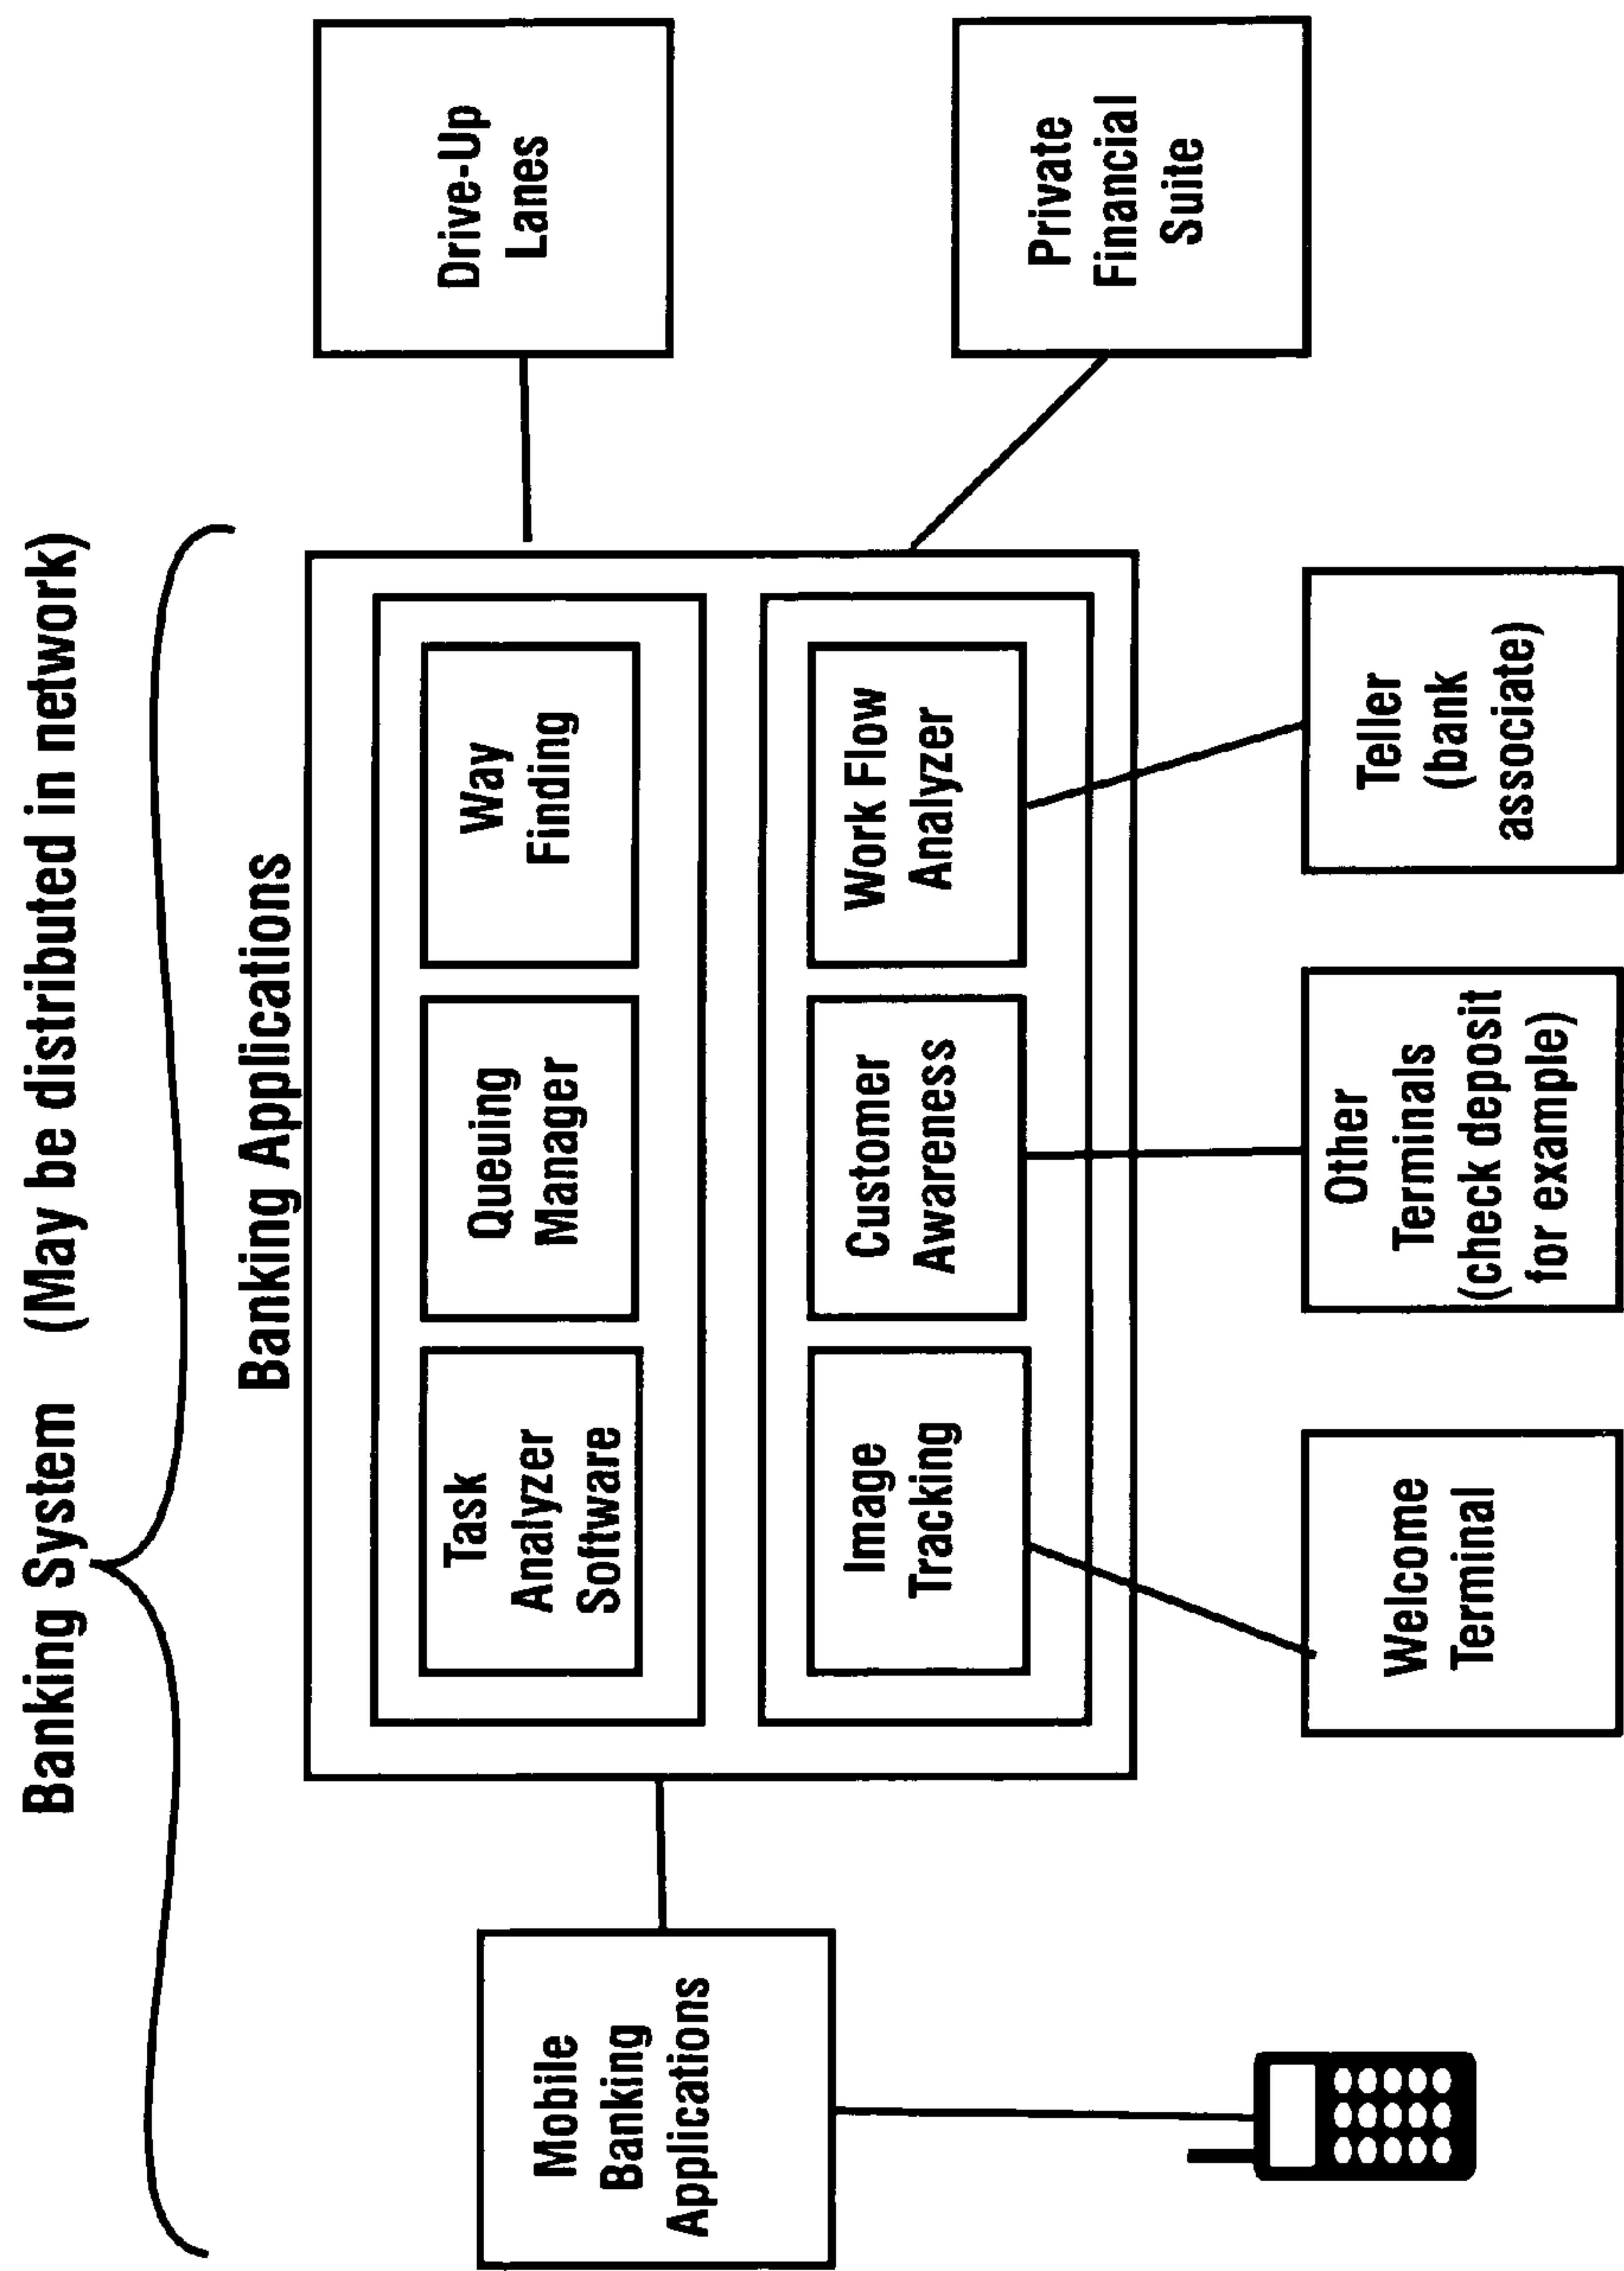 Banking System (May be distributed in network)
Banking Applications
Mobile
Banking
Applications
Task
Analyzer
Software
Queuing
Manager
Way
Finding
Image
Tracking
Customer
Awareness
Work Flow
Analyzer
Drive-Up
Lanes
Private
Financial
Suite
Welcome
Terminal
Other
Terminals
(check deposit
for example)
Teller
(bank
associate)